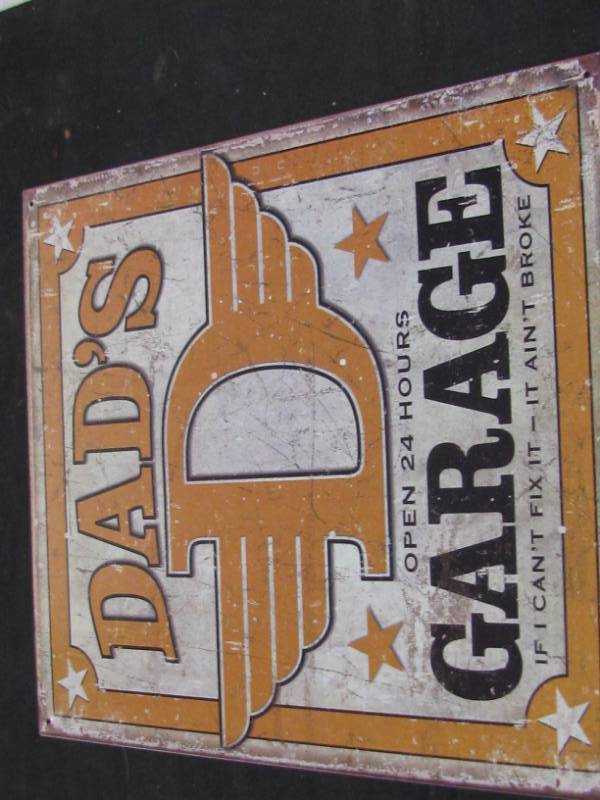 DAD'S
D
OPEN 24 HOURS
GARAGE
IF I CAN'T FIX IT – IT AIN'T BROKE